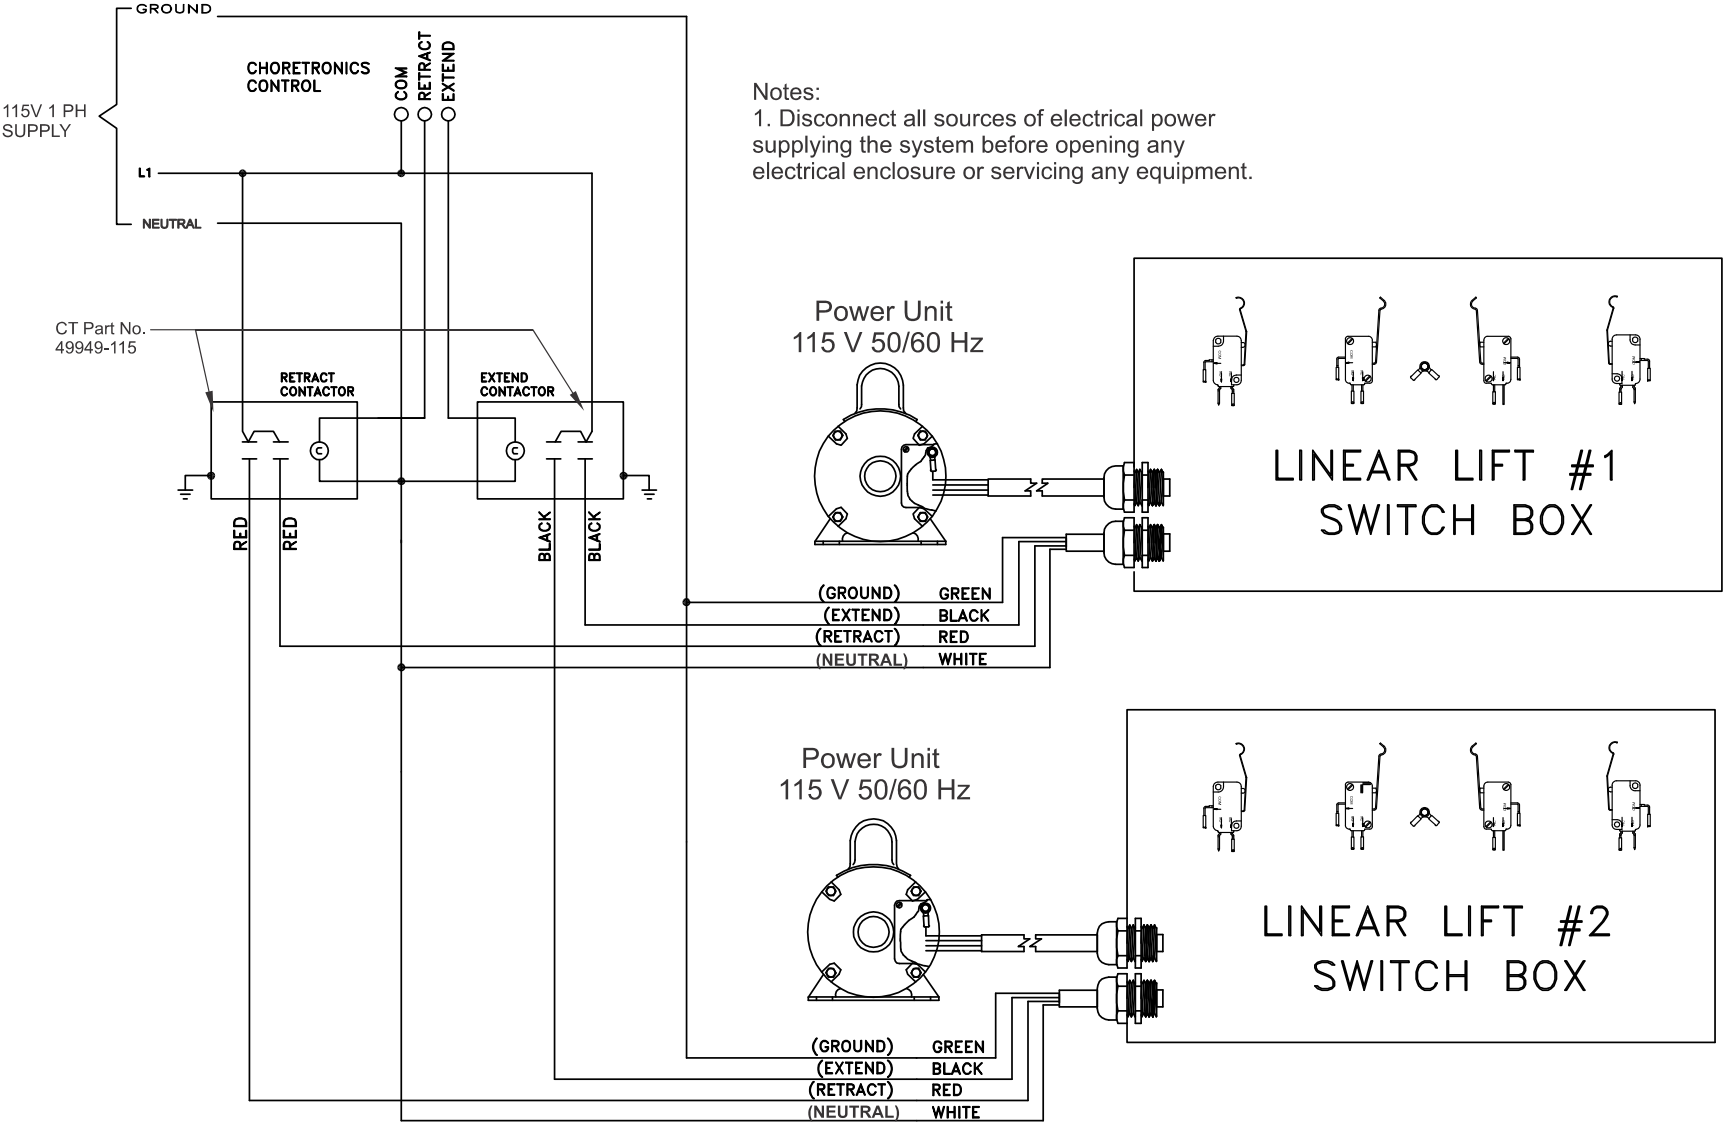 GROUND
115V 1 PH
SUPPLY
CHORETRONICS
CONTROL
COM
RETRACT
EXTEND
L1
NEUTRAL
Notes:
1. Disconnect all sources of electrical power
supplying the system before opening any
electrical enclosure or servicing any equipment.
CT Part No.
49949-115
RETRACT
CONTACTOR
EXTEND
CONTACTOR
C
C
RED
RED
BLACK
BLACK
Power Unit
115 V 50/60 Hz
LINEAR LIFT #1
SWITCH BOX
(GROUND) GREEN
(EXTEND) BLACK
(RETRACT) RED
(NEUTRAL) WHITE
Power Unit
115 V 50/60 Hz
LINEAR LIFT #2
SWITCH BOX
(GROUND) GREEN
(EXTEND) BLACK
(RETRACT) RED
(NEUTRAL) WHITE